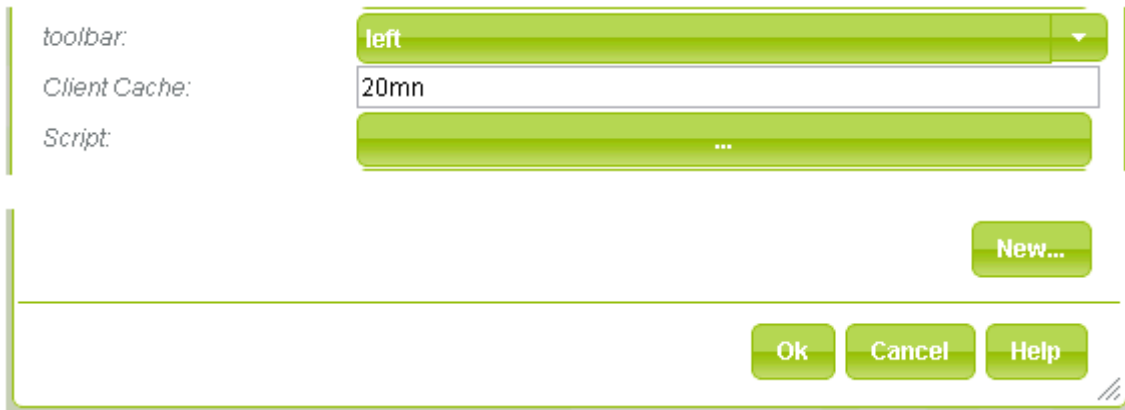 toolbar: left
Client Cache: 20mn
Script: ...
New...
Ok Cancel Help